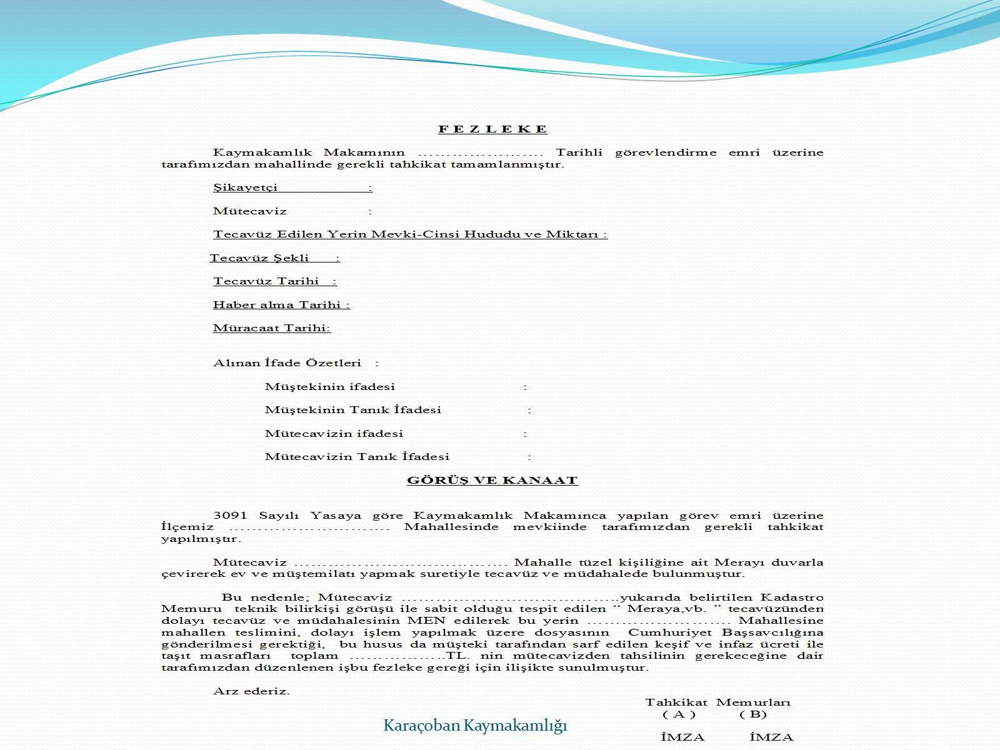 F E Z L E K E
Kaymakamlık Makamının ………………….. Tarihli görevlendirme emri üzerine
tarafımızdan mahallinde gerekli tahkikat tamamlanmıştır.
Şikayetçi :
Mütecaviz :
Tecavüz Edilen Yerin Mevki-Cinsi Hududu ve Miktarı :
Tecavüz Şekli :
Tecavüz Tarihi :
Haber alma Tarihi :
Müracaat Tarihi:
Alınan İfade Özetleri :
Müştekinin ifadesi :
Müştekinin Tanık İfadesi :
Mütecavizin ifadesi :
Mütecavizin Tanık İfadesi :
GÖRÜŞ VE KANAAT
3091 Sayılı Yasaya göre Kaymakamlık Makamınca yapılan görev emri üzerine
İlçemiz ………………………. Mahallesinde mevkiinde tarafımızdan gerekli tahkikat
yapılmıştır.
Mütecaviz ………………………………. Mahalle tüzel kişiliğine ait Merayı duvarla
çevirerek ev ve müştemilatı yapmak suretiyle tecavüz ve müdahalede bulunmuştur.
Bu nedenle; Mütecaviz ………………………………..yukarıda belirtilen Kadastro
Memuru teknik bilirkişi görüşü ile sabit olduğu tespit edilen “ Meraya,vb. ” tecavüzünden
dolayı tecavüz ve müdahalesinin MEN edilerek bu yerin ……………………. Mahallesine
mahallen teslimini, dolayı işlem yapılmak üzere dosyasının Cumhuriyet Başsavcılığına
gönderilmesi gerektiği, bu husus da müşteki tarafından sarf edilen keşif ve infaz ücreti ile
taşıt masrafları toplam ……………..TL. nin mütecavizden tahsilinin gerekeceğine dair
tarafımızdan düzenlenen işbu fezleke gereği için ilişikte sunulmuştur.
Arz ederiz.
Tahkikat Memurları
( A ) ( B)
Karaçoban Kaymakamlığı
İMZA İMZA